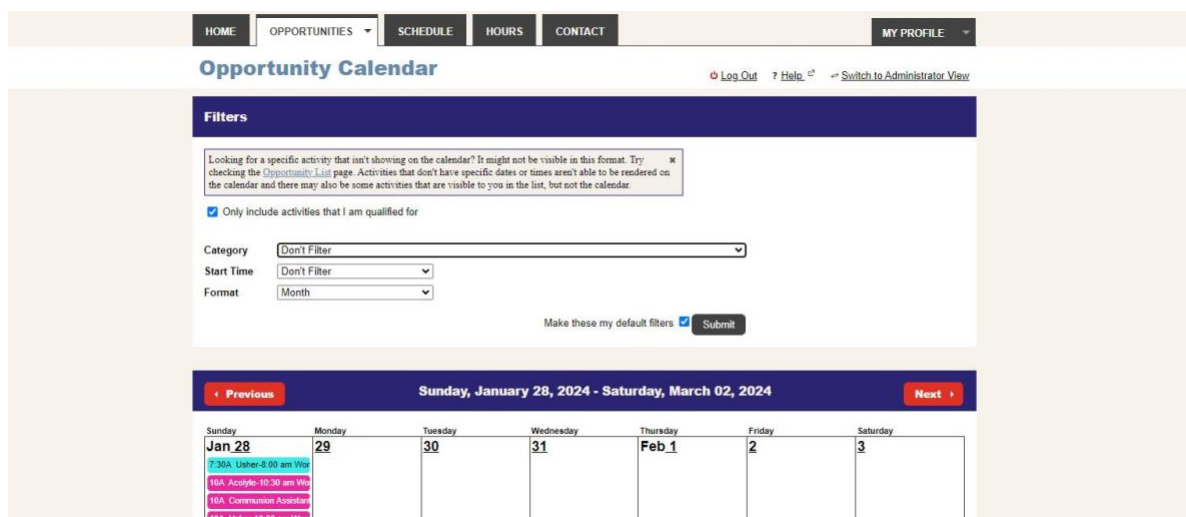 HOME OPPORTUNITIES SCHEDULE HOURS CONTACT MY PROFILE
Opportunity Calendar
Log Out ? Help Switch to Administrator View
Filters
Looking for a specific activity that isn't showing on the calendar? It might not be visible in this format. Try
checking the Opportunity List page. Activities that don't have specific dates or times aren't able to be rendered on
the calendar and there may also be some activities that are visible to you in the list, but not the calendar.
Only include activities that I am qualified for
Category Don't Filter
Start Time Don't Filter
Format Month
Make these my default filters Submit
Previous Sunday, January 28, 2024 - Saturday, March 02, 2024 Next
Sunday Monday Tuesday Wednesday Thursday Friday Saturday
Jan 28 29 30 31 Feb 1 2 3
7:30A Usher-8:00 am Wor
10A Acolyte-10:30 am Wo
10A Communion Assistan